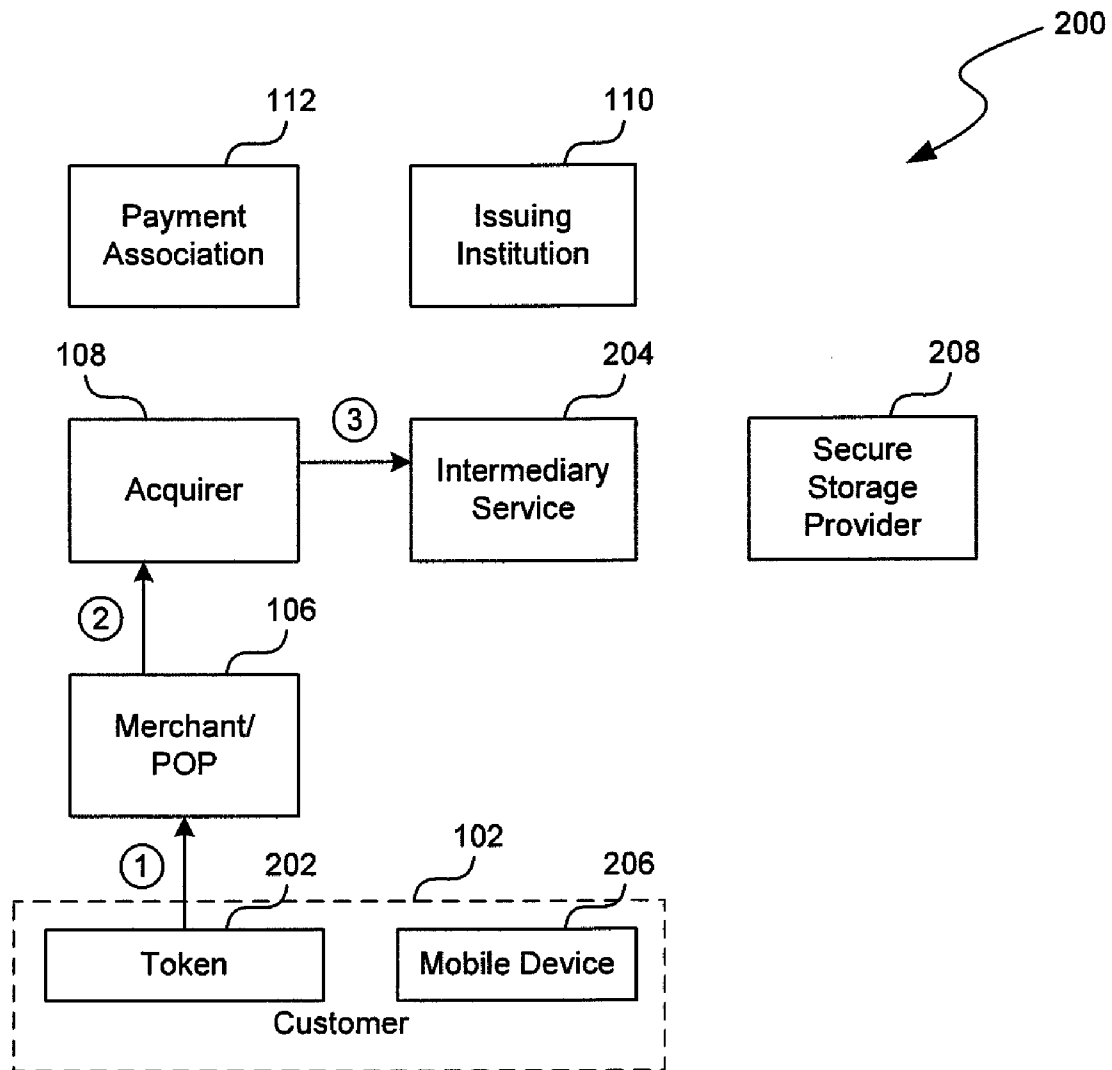 200
112
110
Payment
Association
Issuing
Institution
108
204
208
3
Acquirer
Intermediary
Service
Secure
Storage
Provider
2
106
Merchant/
POP
1
202
102
206
Token
Mobile Device
Customer